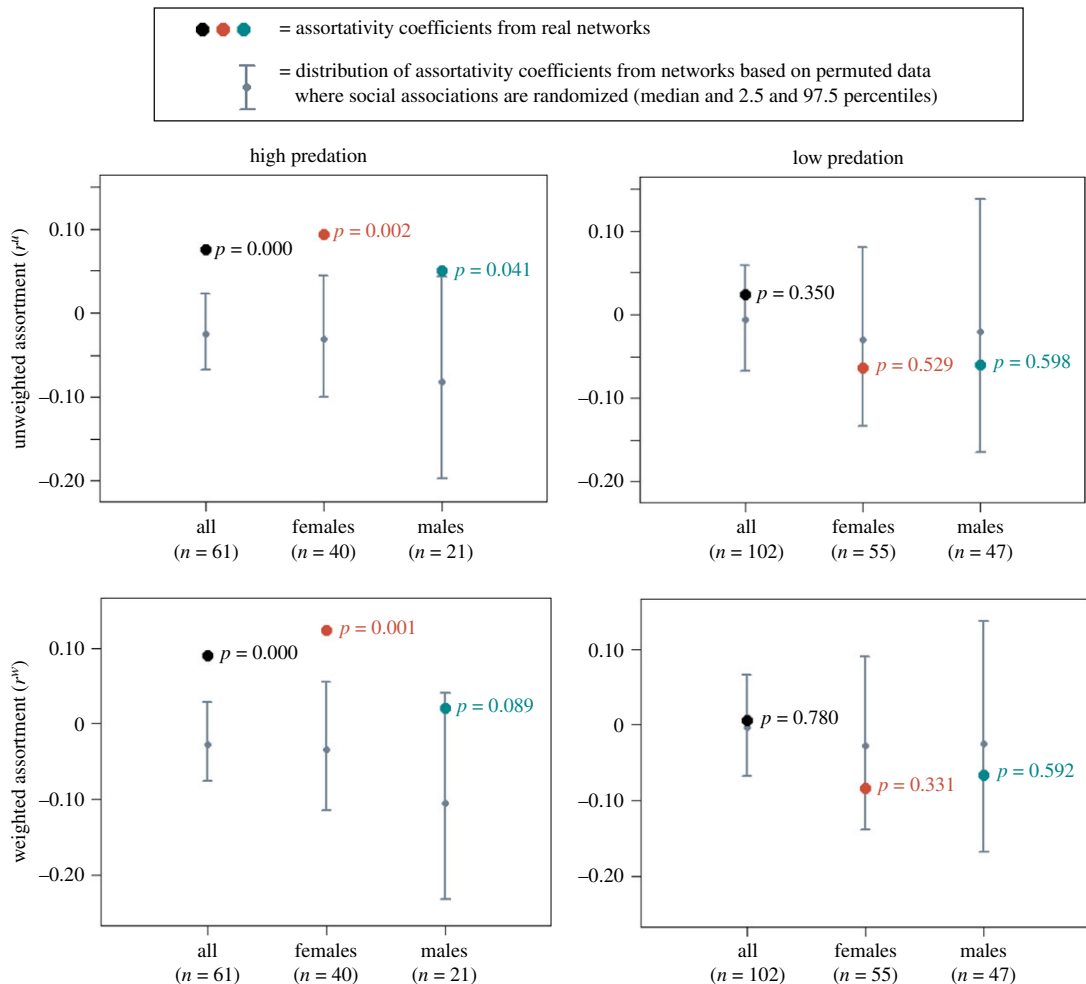 = assortativity coefficients from real networks
= distribution of assortativity coefficients from networks based on permuted data
where social associations are randomized (median and 2.5 and 97.5 percentiles)
high predation
low predation
unweighted assortment (r^u)
0.10
0
–0.10
–0.20
p = 0.000
p = 0.002
p = 0.041
all
(n = 61)
females
(n = 40)
males
(n = 21)
0.10
0
–0.10
–0.20
p = 0.350
p = 0.529
p = 0.598
all
(n = 102)
females
(n = 55)
males
(n = 47)
weighted assortment (r^w)
0.10
0
–0.10
–0.20
p = 0.000
p = 0.001
p = 0.089
all
(n = 61)
females
(n = 40)
males
(n = 21)
0.10
0
–0.10
–0.20
p = 0.780
p = 0.331
p = 0.592
all
(n = 102)
females
(n = 55)
males
(n = 47)